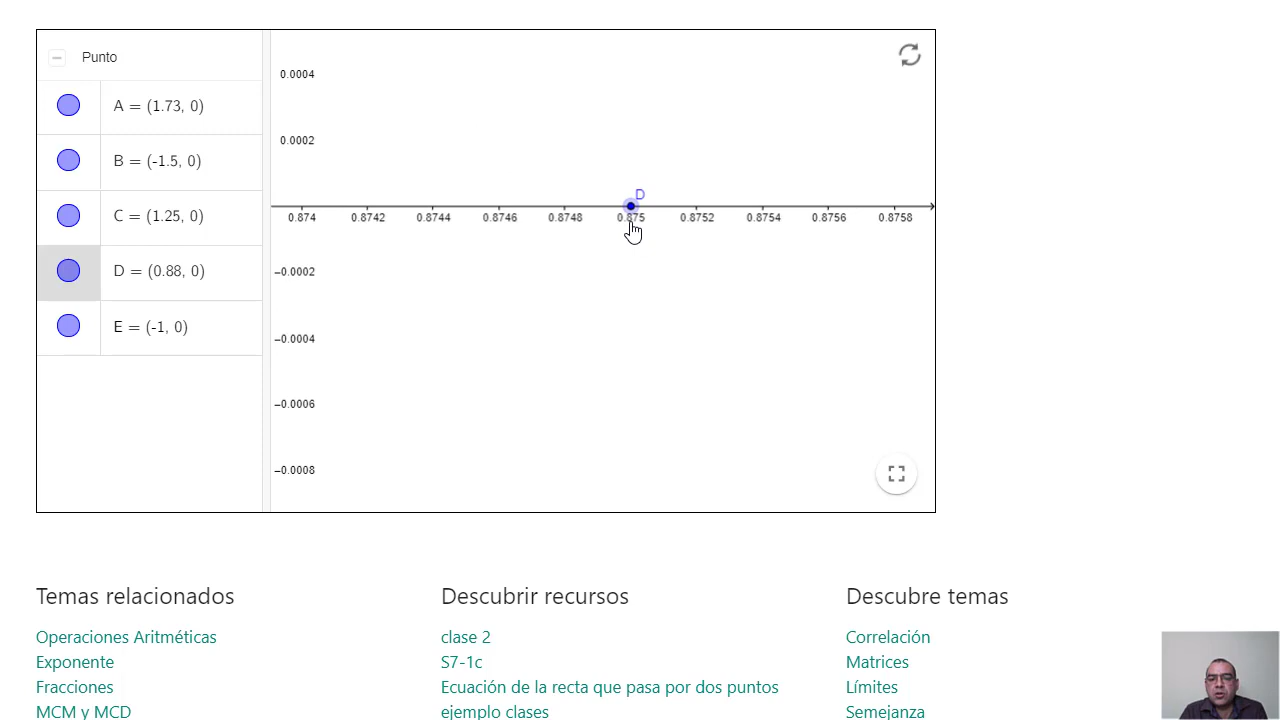 Punto
A = (1.73, 0)
B = (-1.5, 0)
C = (1.25, 0)
D = (0.88, 0)
E = (-1, 0)
0.0004
0.0002
D
0.874 0.8742 0.8744 0.8746 0.8748 0.875 0.8752 0.8754 0.8756 0.8758
−0.0002
−0.0004
−0.0006
−0.0008
Temas relacionados
Operaciones Aritméticas
Exponente
Fracciones
MCM y MCD
Descubrir recursos
clase 2
S7-1c
Ecuación de la recta que pasa por dos puntos
ejemplo clases
Descubre temas
Correlación
Matrices
Límites
Semejanza